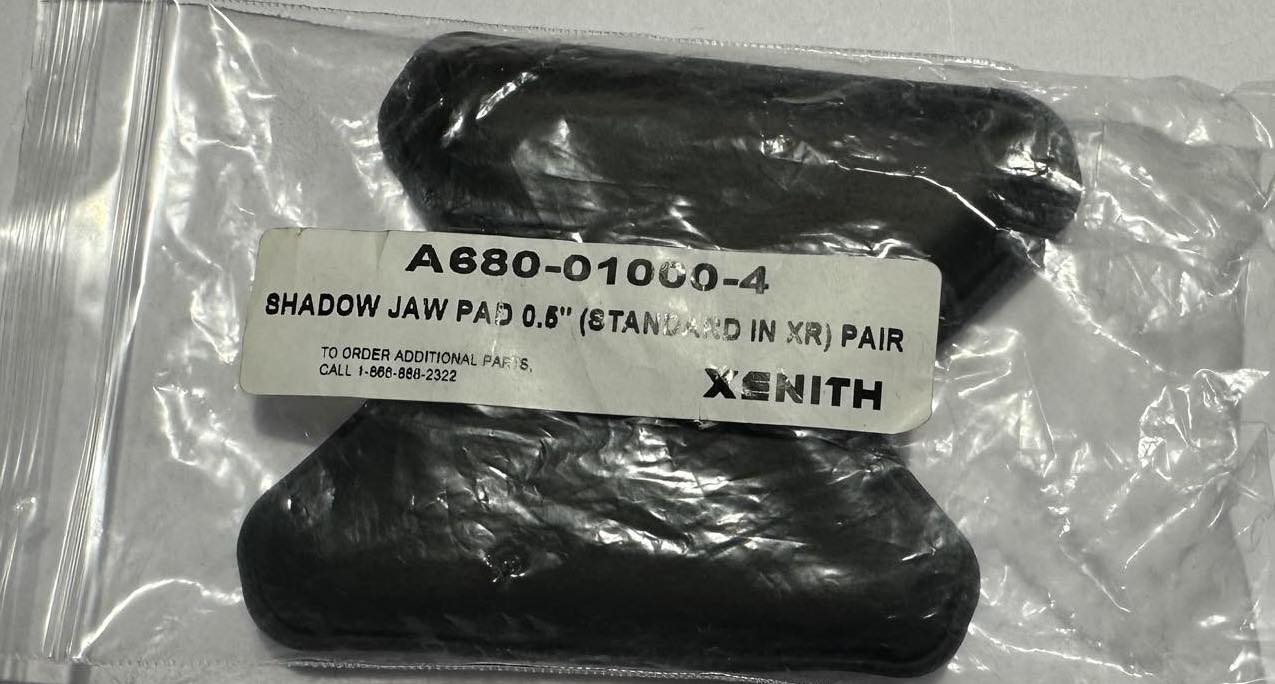 A680-01000-4
SHADOW JAW PAD 0.5" (STANDARD IN XR) PAIR
TO ORDER ADDITIONAL PARTS,
CALL 1-866-888-2322
XENITH